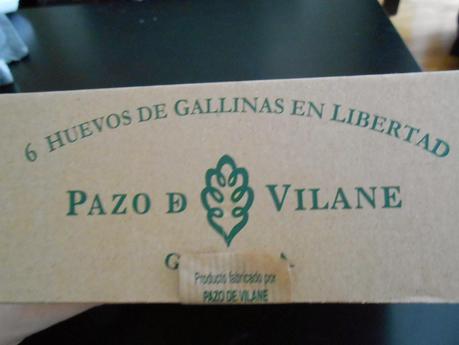 6 HUEVOS DE GALLINAS EN LIBERTAD
PAZO D VILANE
Producto fabricado por
PAZO DE VILANE